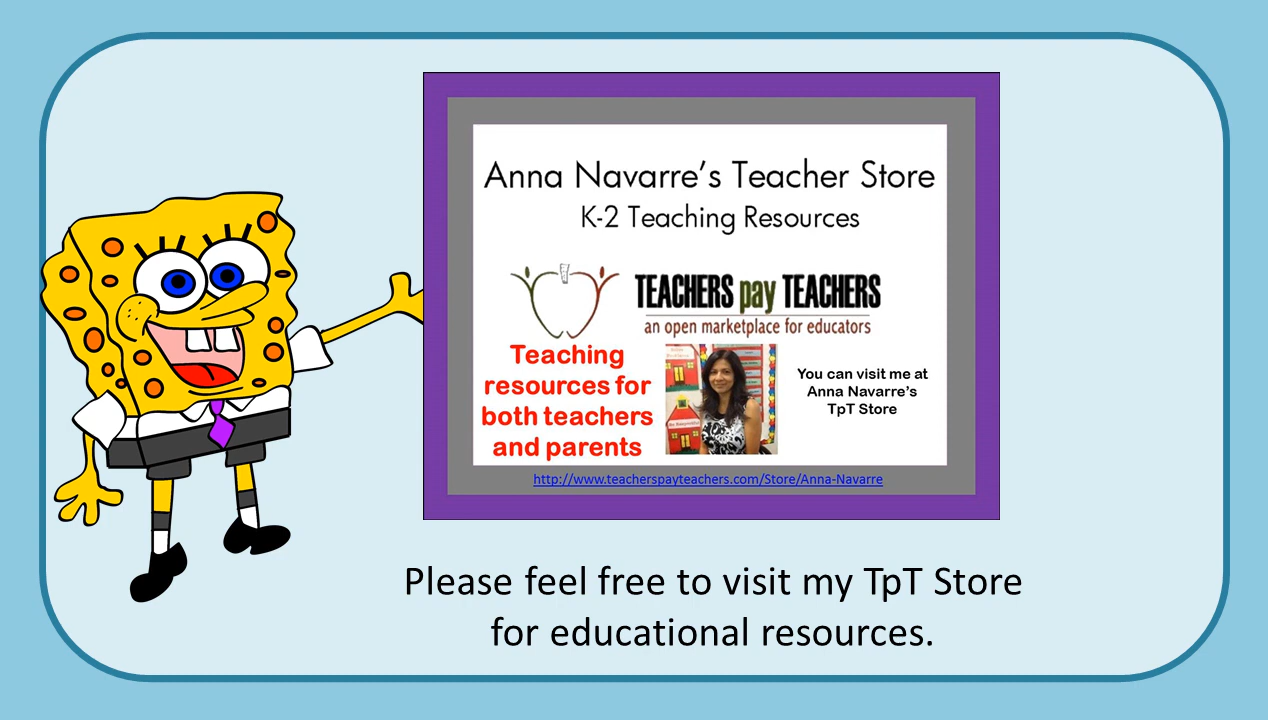 Anna Navarre's Teacher Store
K-2 Teaching Resources
TEACHERS pay TEACHERS
an open marketplace for educators
Teaching
resources for
both teachers
and parents
You can visit me at
Anna Navarre's
TpT Store
http://www.teacherspayteachers.com/Store/Anna-Navarre
Please feel free to visit my TpT Store
for educational resources.